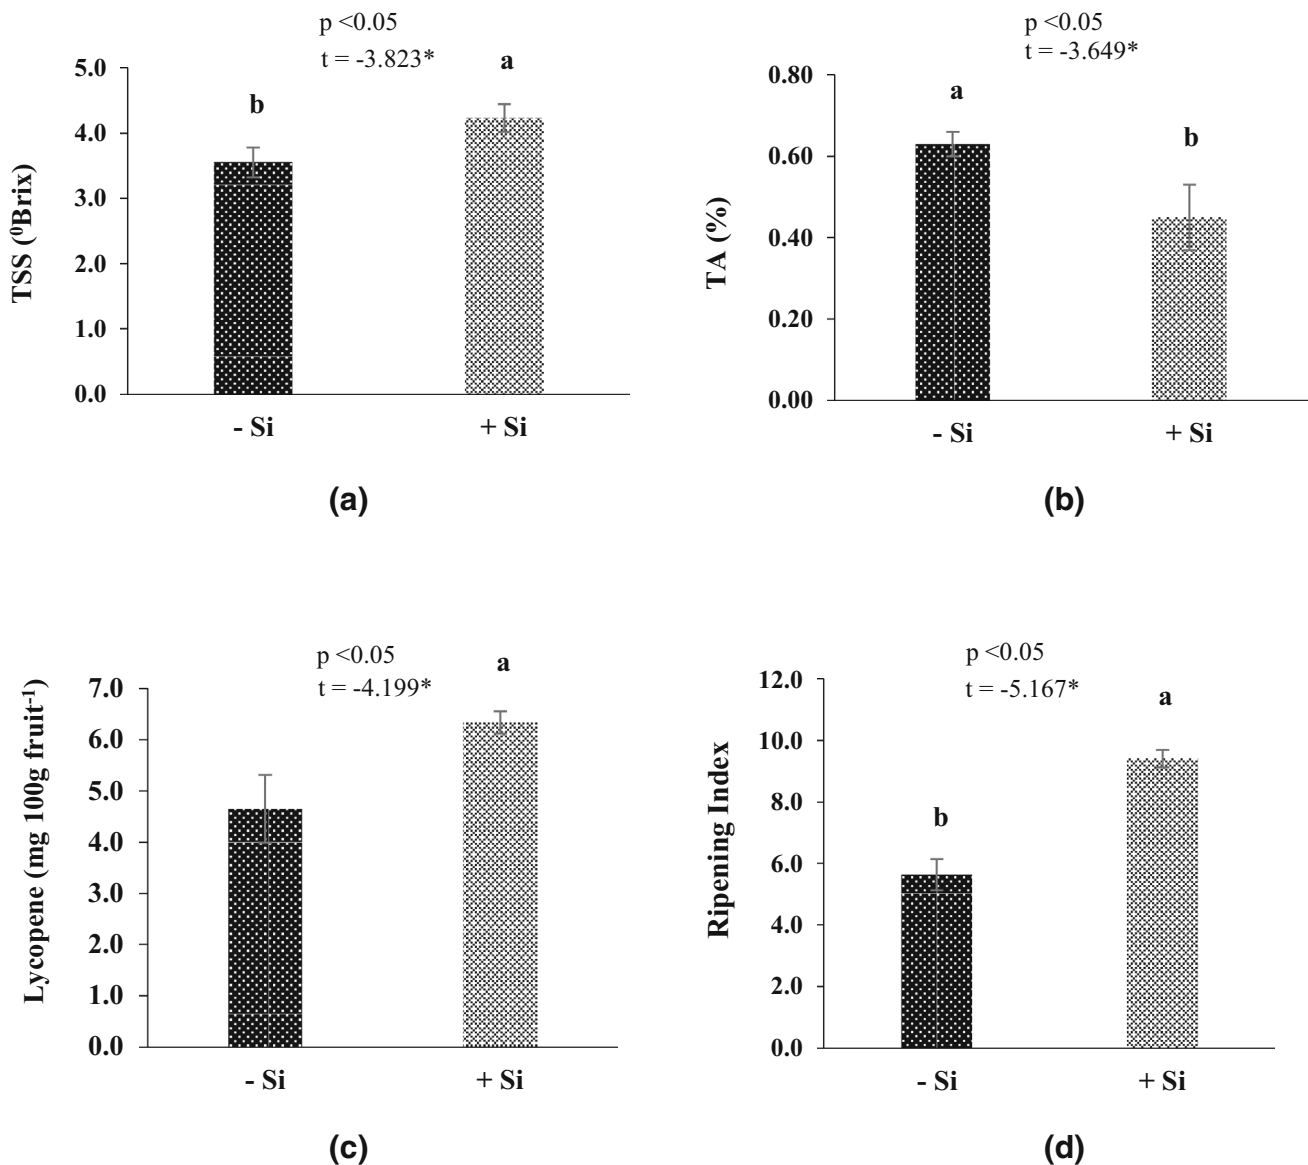 p <0.05
t = -3.823*
5.0
4.0
3.0
2.0
1.0
0.0
TSS (⁰Brix)
b
a
- Si
+ Si
(a)
p <0.05
t = -3.649*
0.80
0.60
0.40
0.20
0.00
TA (%)
a
b
- Si
+ Si
(b)
p <0.05
t = -4.199*
7.0
6.0
5.0
4.0
3.0
2.0
1.0
0.0
Lycopene (mg 100g fruit⁻¹)
a
- Si
+ Si
(c)
p <0.05
t = -5.167*
12.0
10.0
8.0
6.0
4.0
2.0
0.0
Ripening Index
b
a
- Si
+ Si
(d)